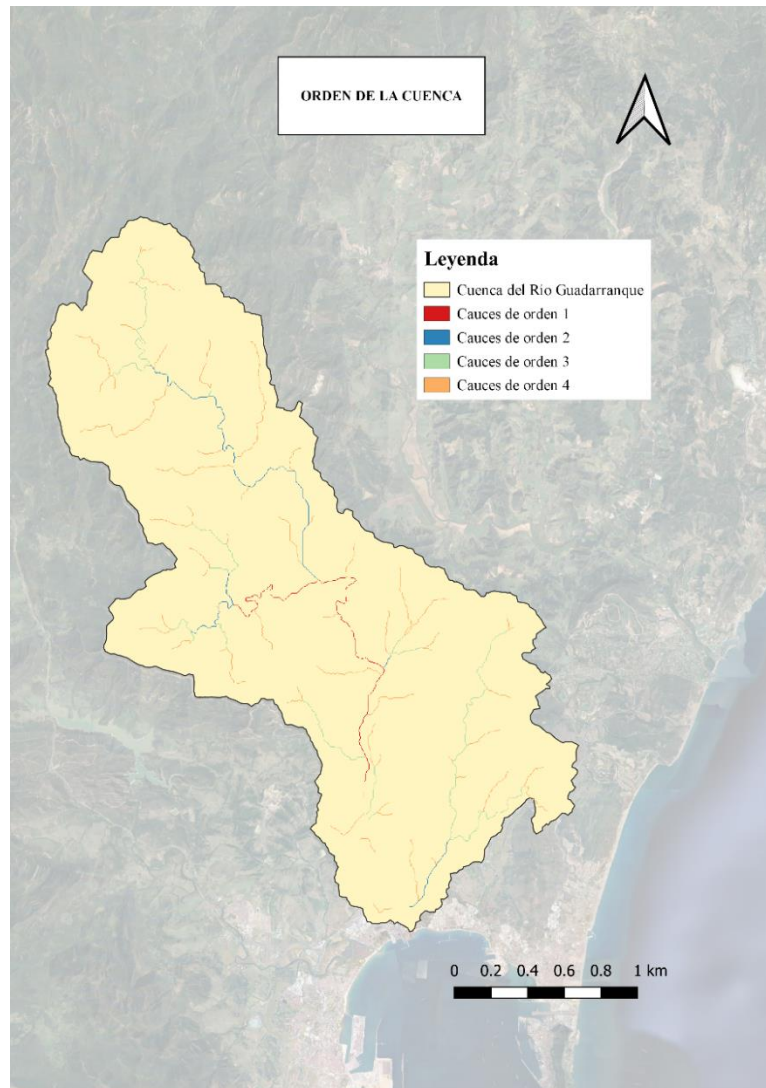 ORDEN DE LA CUENCA
Leyenda
Cuenca del Río Guadarranque
Cauces de orden 1
Cauces de orden 2
Cauces de orden 3
Cauces de orden 4
0 0.2 0.4 0.6 0.8 1 km